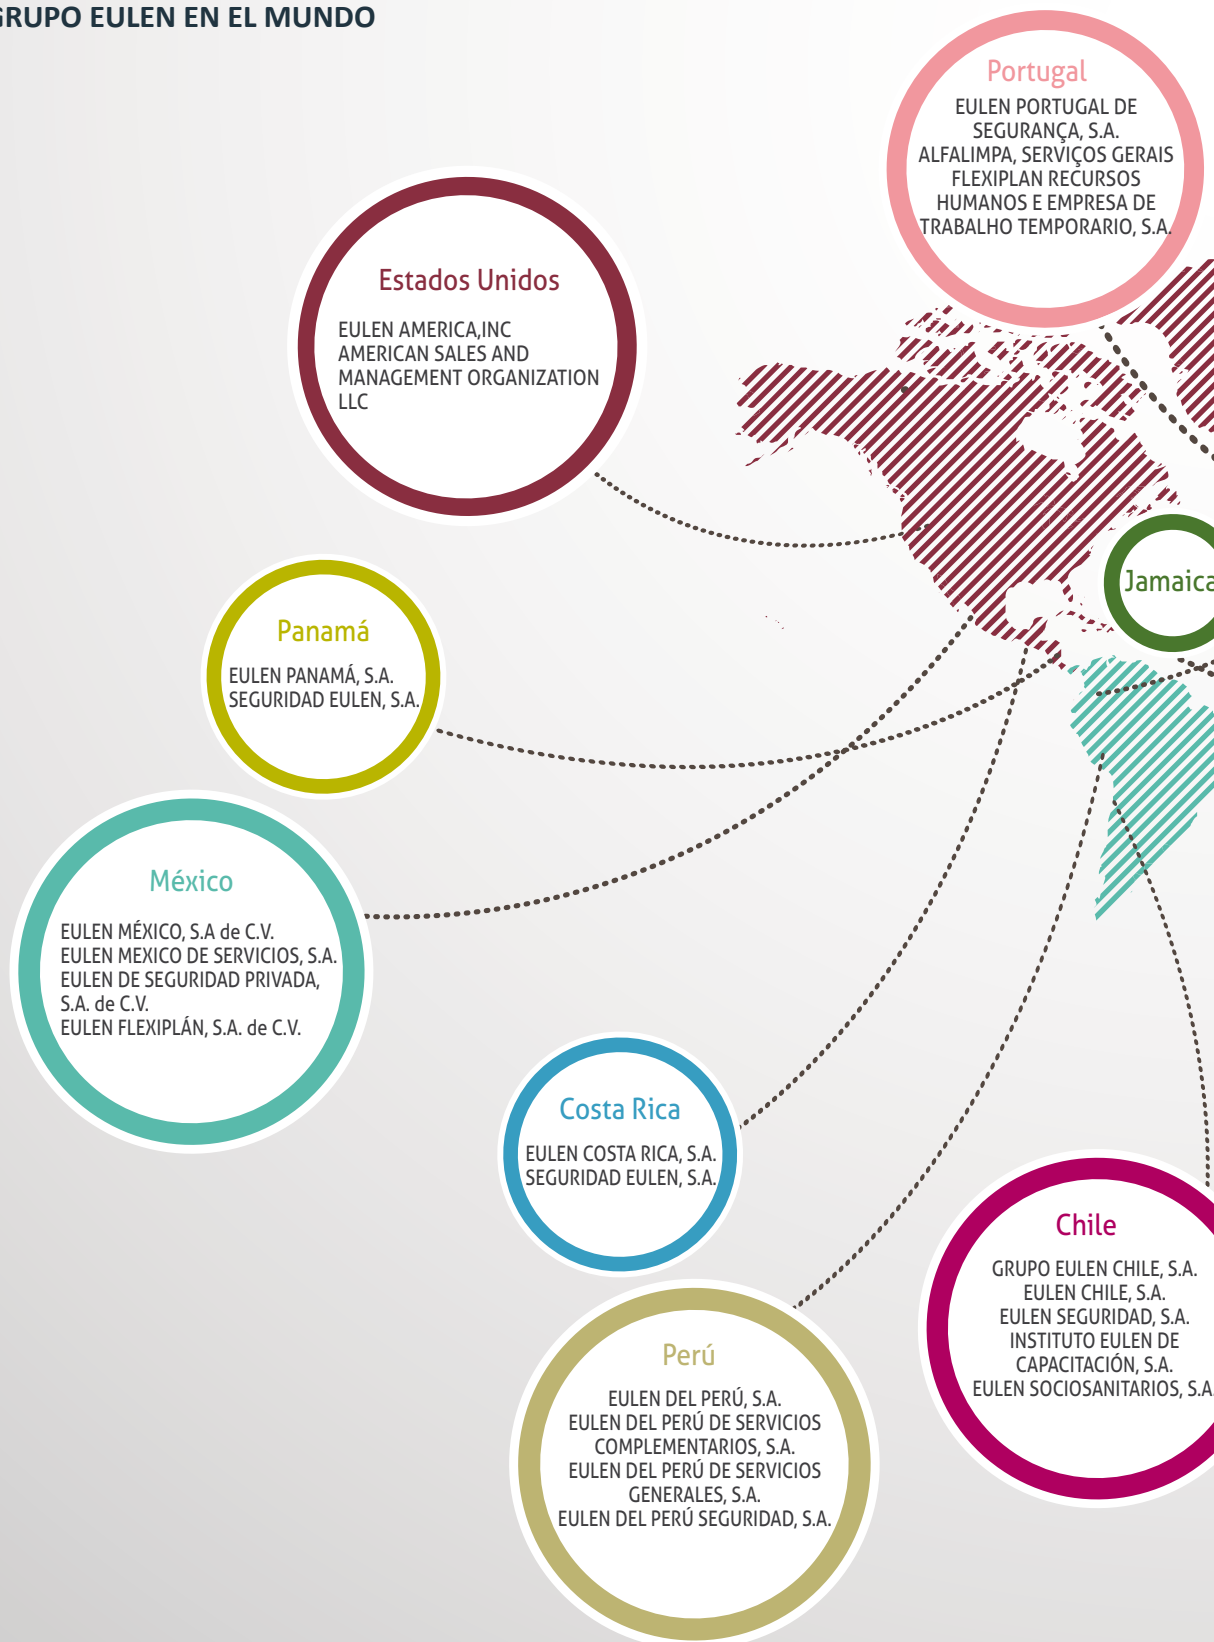 GRUPO EULEN EN EL MUNDO
Portugal
EULEN PORTUGAL DE
SEGURANÇA, S.A.
ALFALIMPA, SERVIÇOS GERAIS
FLEXIPLAN RECURSOS
HUMANOS E EMPRESA DE
TRABALHO TEMPORARIO, S.A.
Estados Unidos
EULEN AMERICA,INC
AMERICAN SALES AND
MANAGEMENT ORGANIZATION
LLC
Jamaica
Panamá
EULEN PANAMÁ, S.A.
SEGURIDAD EULEN, S.A.
México
EULEN MÉXICO, S.A de C.V.
EULEN MEXICO DE SERVICIOS, S.A.
EULEN DE SEGURIDAD PRIVADA,
S.A. de C.V.
EULEN FLEXIPLÁN, S.A. de C.V.
Costa Rica
EULEN COSTA RICA, S.A.
SEGURIDAD EULEN, S.A.
Chile
GRUPO EULEN CHILE, S.A.
EULEN CHILE, S.A.
EULEN SEGURIDAD, S.A.
INSTITUTO EULEN DE
CAPACITACIÓN, S.A.
EULEN SOCIOSANITARIOS, S.A.
Perú
EULEN DEL PERÚ, S.A.
EULEN DEL PERÚ DE SERVICIOS
COMPLEMENTARIOS, S.A.
EULEN DEL PERÚ DE SERVICIOS
GENERALES, S.A.
EULEN DEL PERÚ SEGURIDAD, S.A.